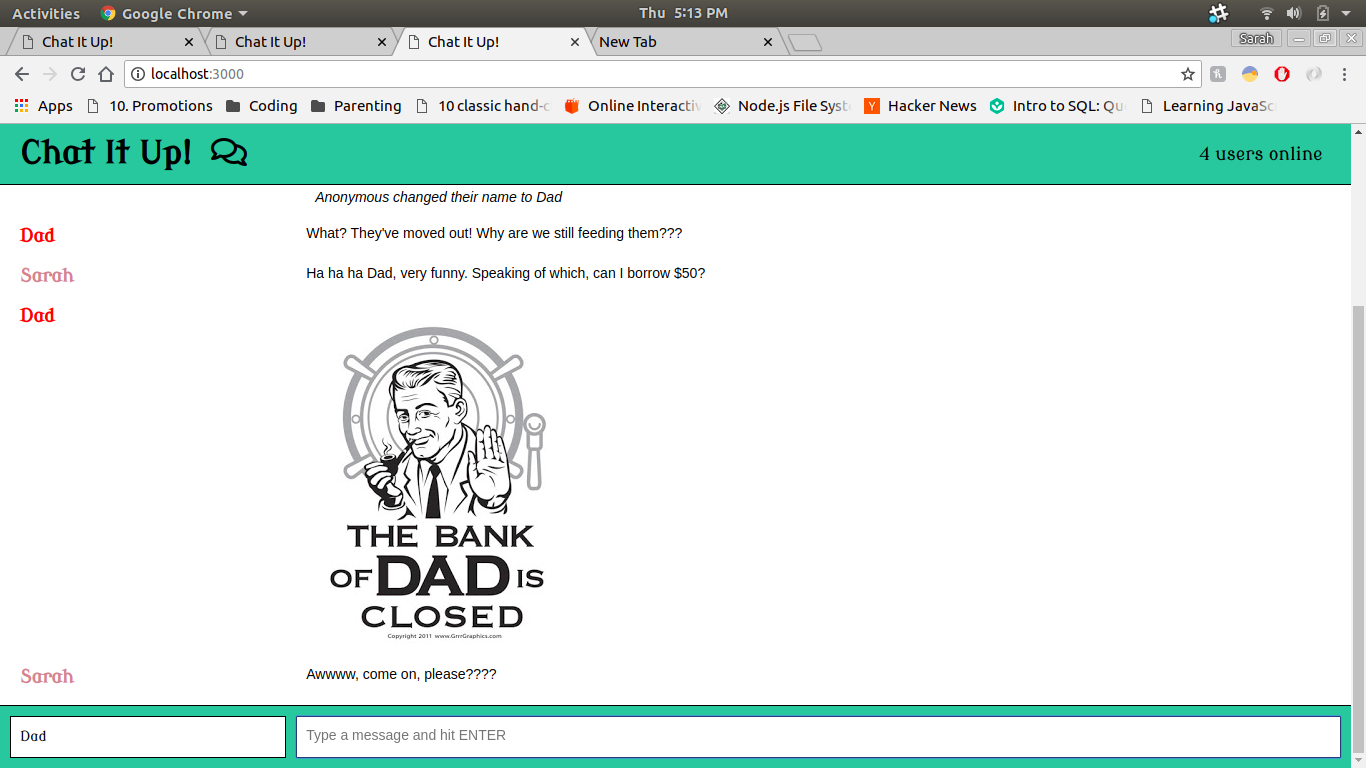 Activities Google Chrome Thu 5:13 PM
Chat It Up! Chat It Up! Chat It Up! New Tab Sarah
localhost:3000
Apps 10. Promotions Coding Parenting 10 classic hand-c Online Interactiv Node.js File Syst Hacker News Intro to SQL: Qu Learning JavaSc
Chat It Up! 4 users online
Anonymous changed their name to Dad
Dad What? They've moved out! Why are we still feeding them???
Sarah Ha ha ha Dad, very funny. Speaking of which, can I borrow $50?
Dad
THE BANK
OF DAD IS
CLOSED
Copyright 2011 www.GrrrGraphics.com
Sarah Awwww, come on, please????
Dad Type a message and hit ENTER